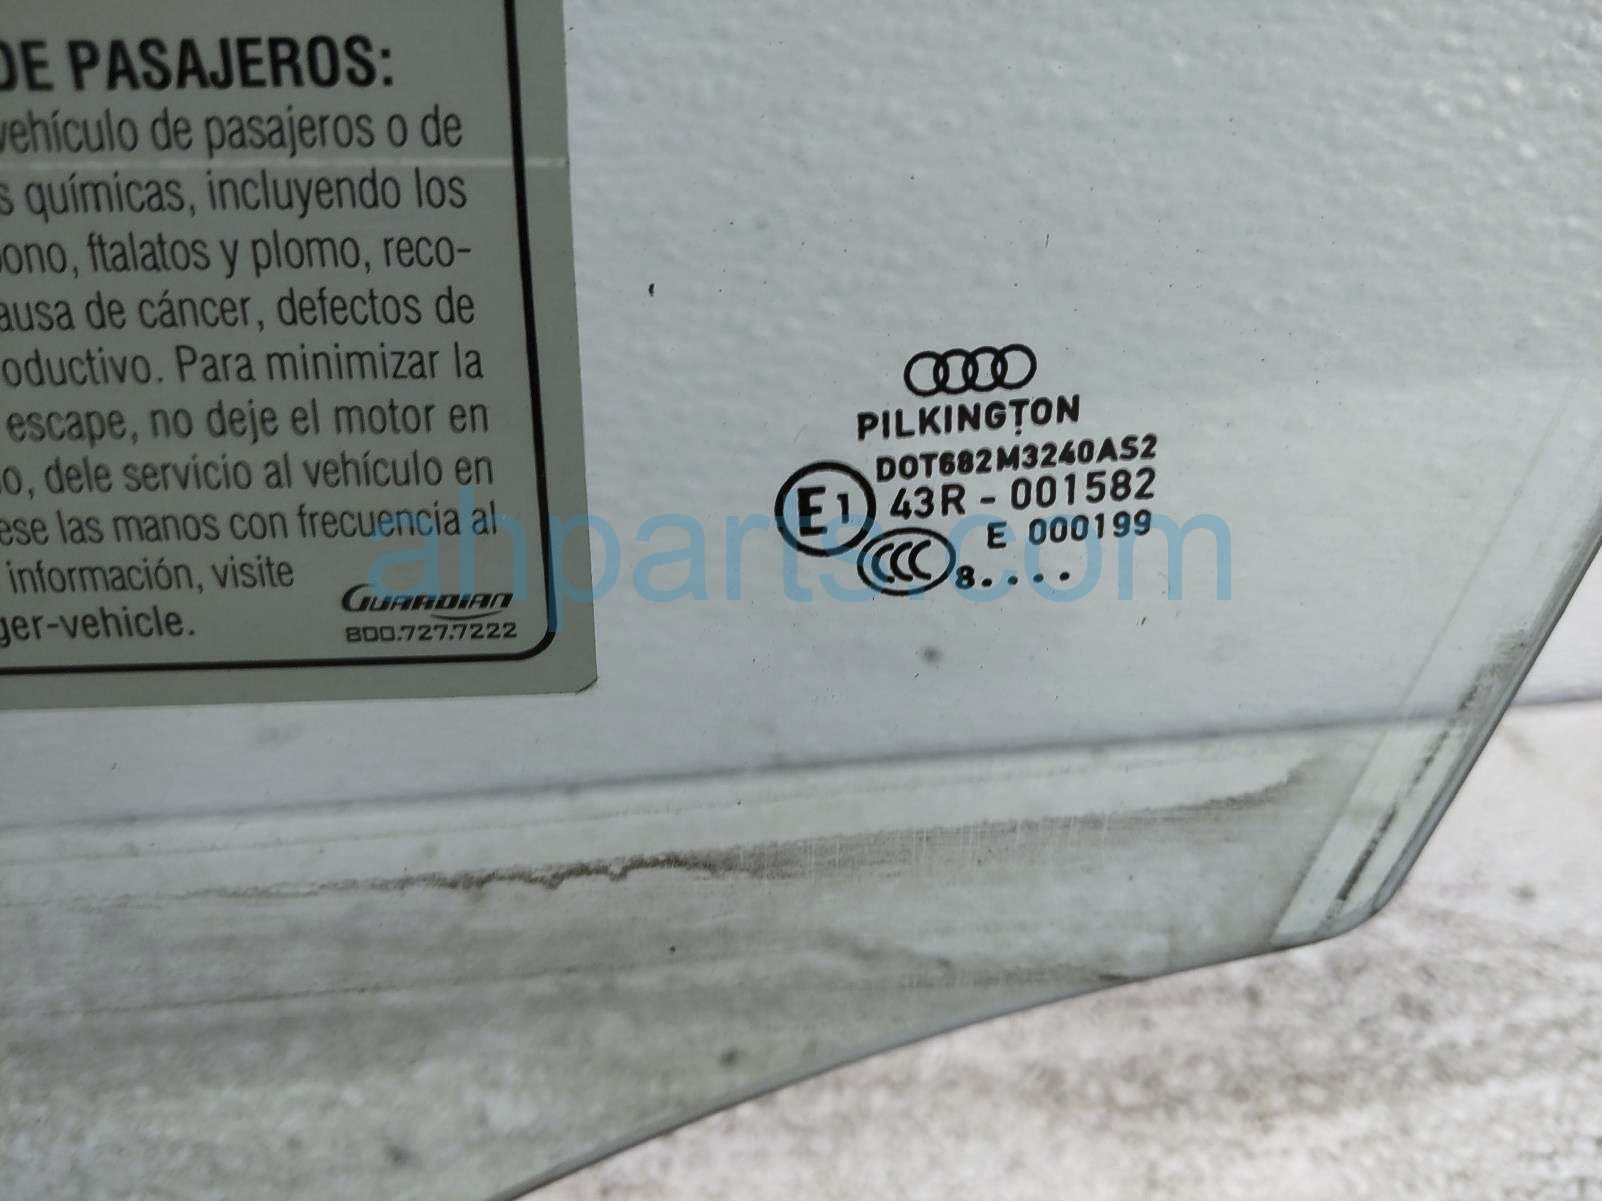 DE PASAJEROS:
vehículo de pasajeros o de
s químicas, incluyendo los
bono, ftalatos y plomo, reco-
ausa de cáncer, defectos de
oductivo. Para minimizar la
escape, no deje el motor en
o, dele servicio al vehículo en
ese las manos con frecuencia al
información, visite
ger-vehicle.
GUARDIAN
800.727.7222
PILKINGTON
DOT682M3240AS2
E1 43R - 001582
E 000199
CCC 8....
ahparts.com